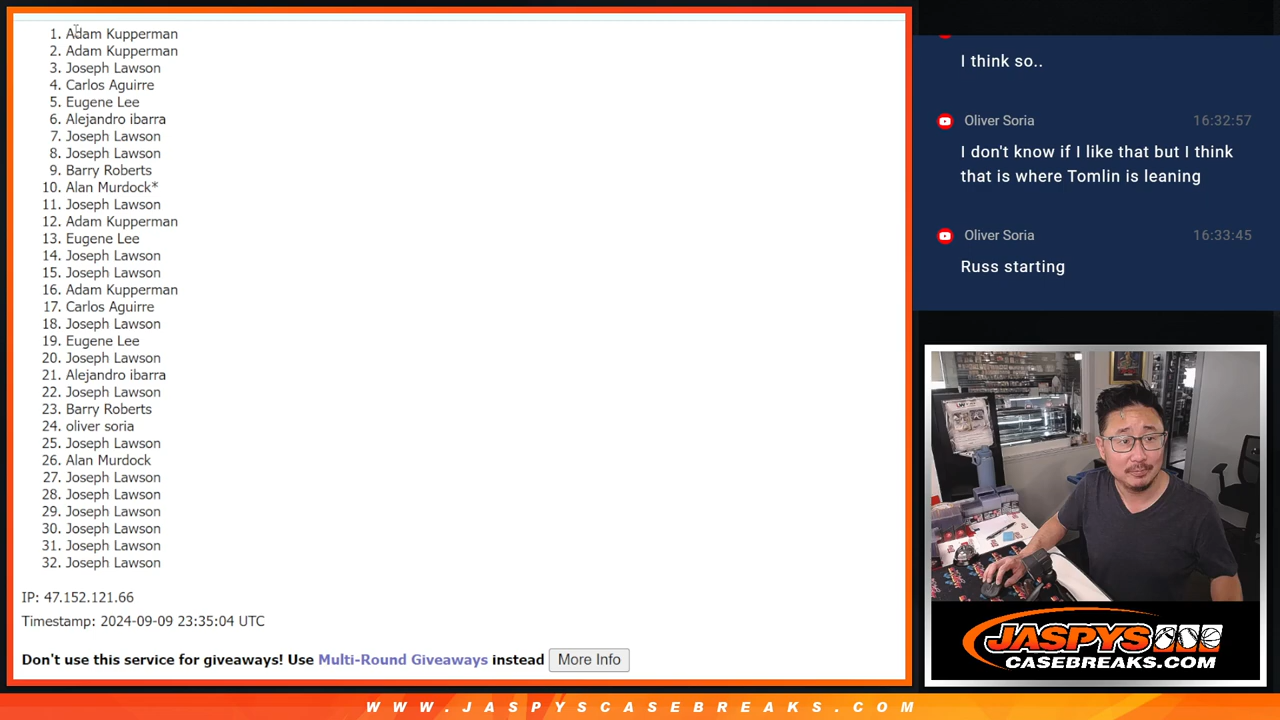 1. Adam Kupperman
2. Adam Kupperman
3. Joseph Lawson
4. Carlos Aguirre
5. Eugene Lee
6. Alejandro ibarra
7. Joseph Lawson
8. Joseph Lawson
9. Barry Roberts
10. Alan Murdock*
11. Joseph Lawson
12. Adam Kupperman
13. Eugene Lee
14. Joseph Lawson
15. Joseph Lawson
16. Adam Kupperman
17. Carlos Aguirre
18. Joseph Lawson
19. Eugene Lee
20. Joseph Lawson
21. Alejandro ibarra
22. Joseph Lawson
23. Barry Roberts
24. oliver soria
25. Joseph Lawson
26. Alan Murdock
27. Joseph Lawson
28. Joseph Lawson
29. Joseph Lawson
30. Joseph Lawson
31. Joseph Lawson
32. Joseph Lawson
IP: 47.152.121.66
Timestamp: 2024-09-09 23:35:04 UTC
Don't use this service for giveaways! Use Multi-Round Giveaways instead More Info
I think so..
Oliver Soria 16:32:57
I don't know if I like that but I think
that is where Tomlin is leaning
Oliver Soria 16:33:45
Russ starting
JASPYS
CASEBREAKS.COM
WWW.JASPYSCASEBREAKS.COM